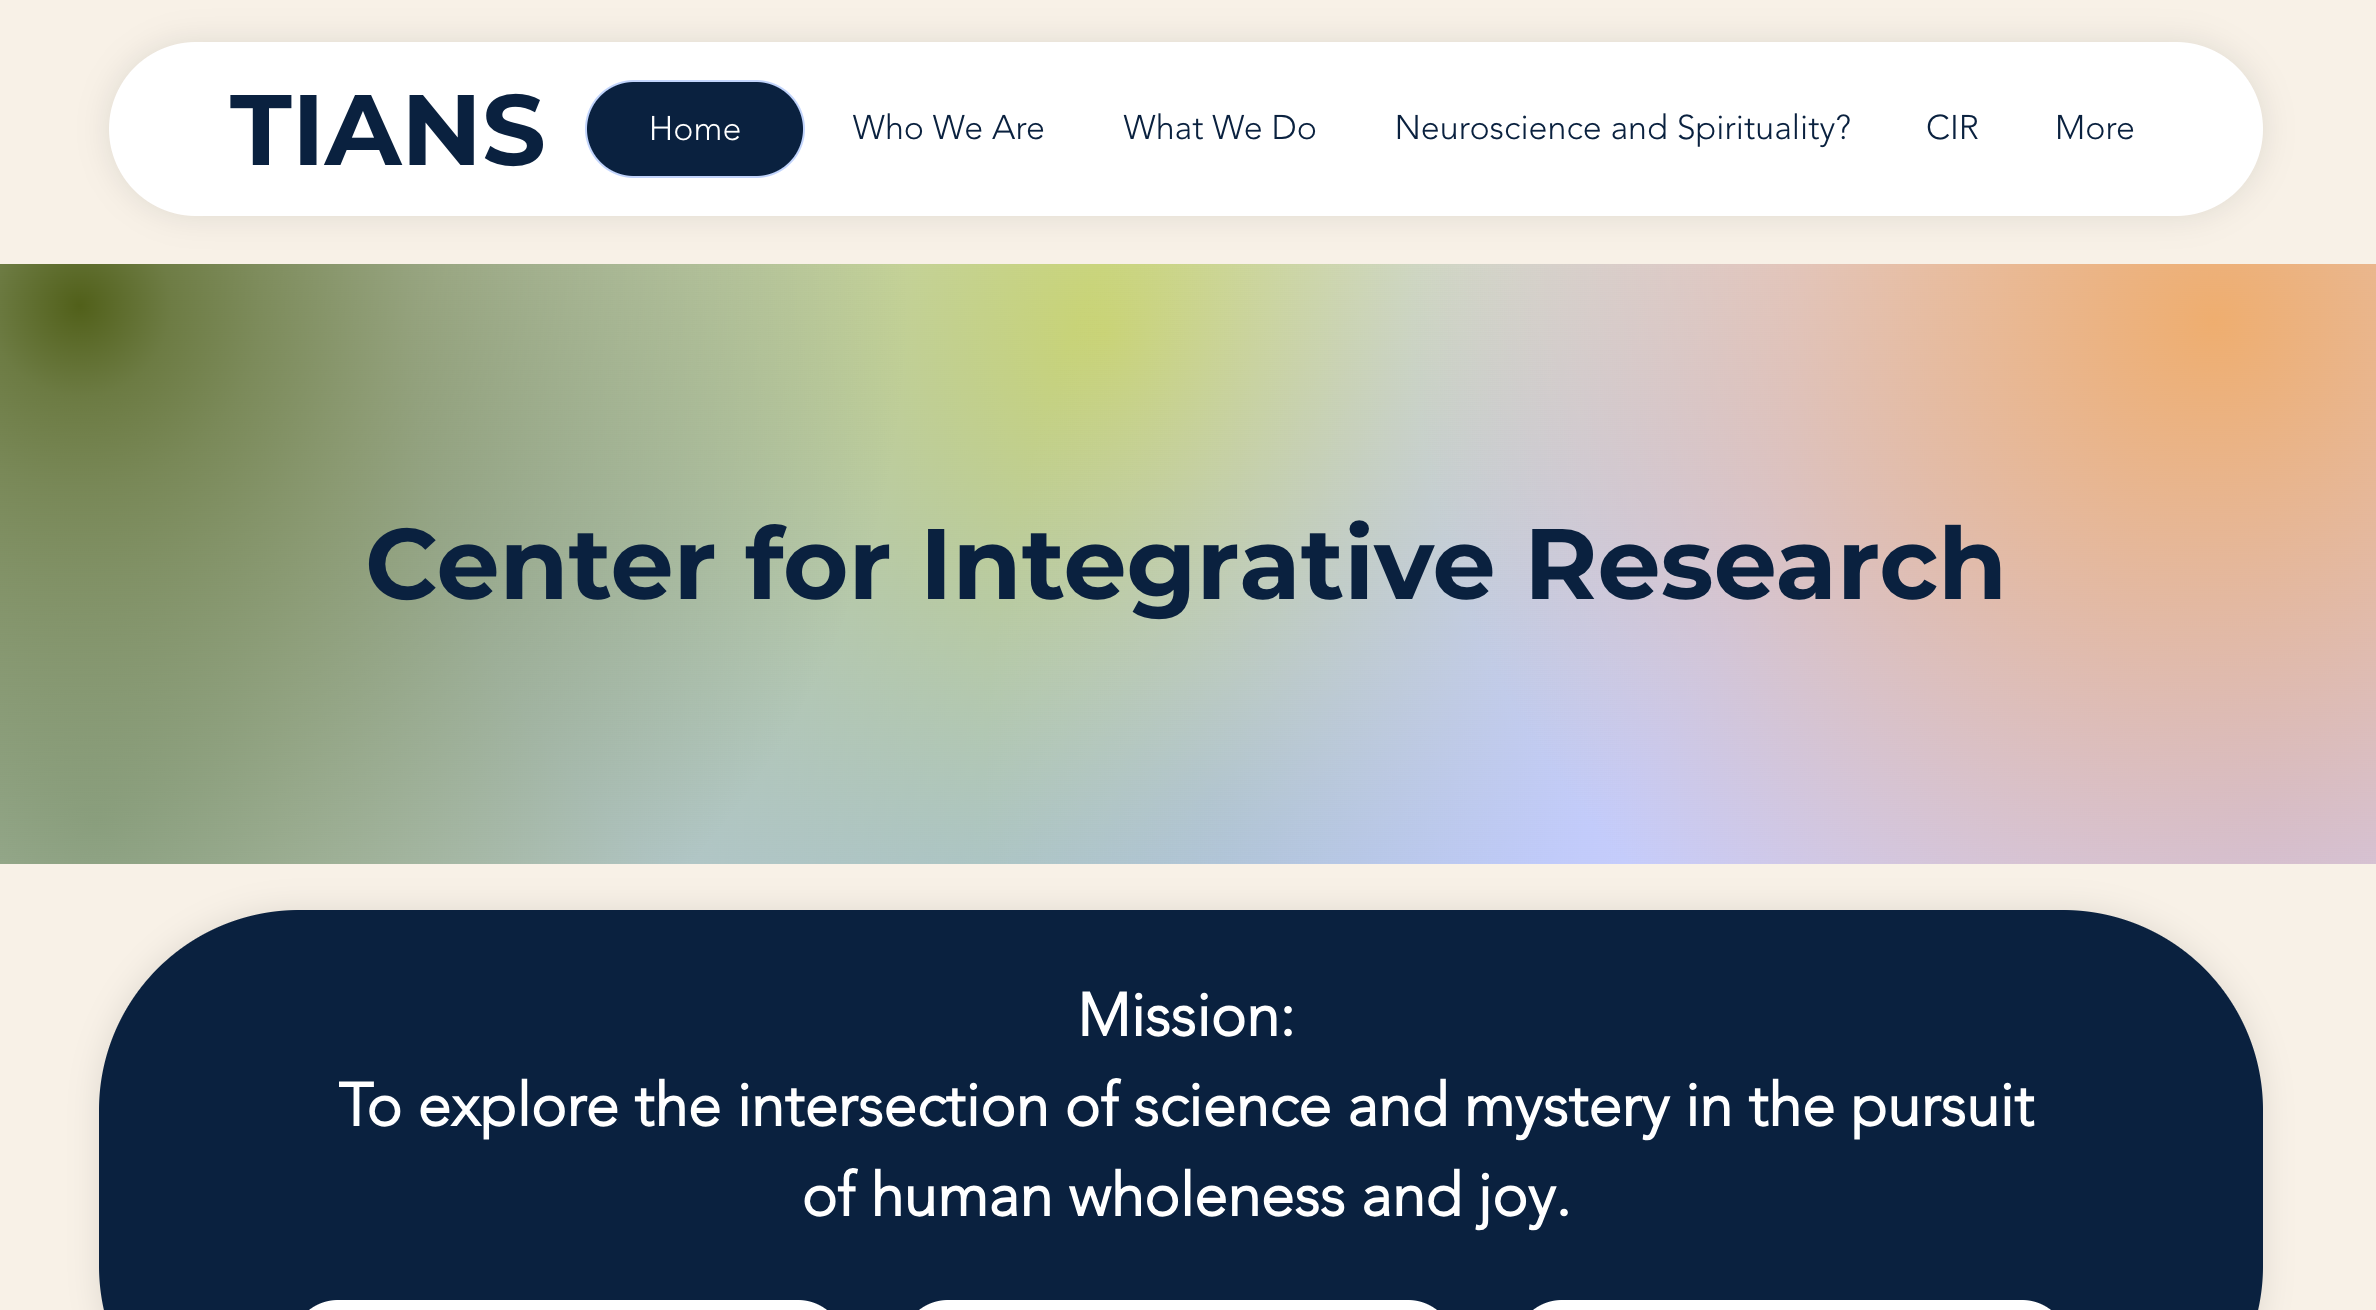 TIANS
Home
Who We Are
What We Do
Neuroscience and Spirituality?
CIR
More
Center for Integrative Research
Mission:
To explore the intersection of science and mystery in the pursuit
of human wholeness and joy.